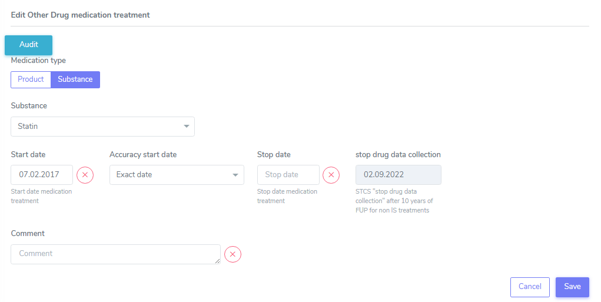 Edit Other Drug medication treatment
Audit
Medication type
Product Substance
Substance
Statin
Start date Accuracy start date Stop date stop drug data collection
07.02.2017 Exact date Stop date 02.09.2022
Start date medication treatment
Stop date medication treatment
STCS "stop drug data collection" after 10 years of FUP for non IS treatments
Comment
Comment
Cancel Save